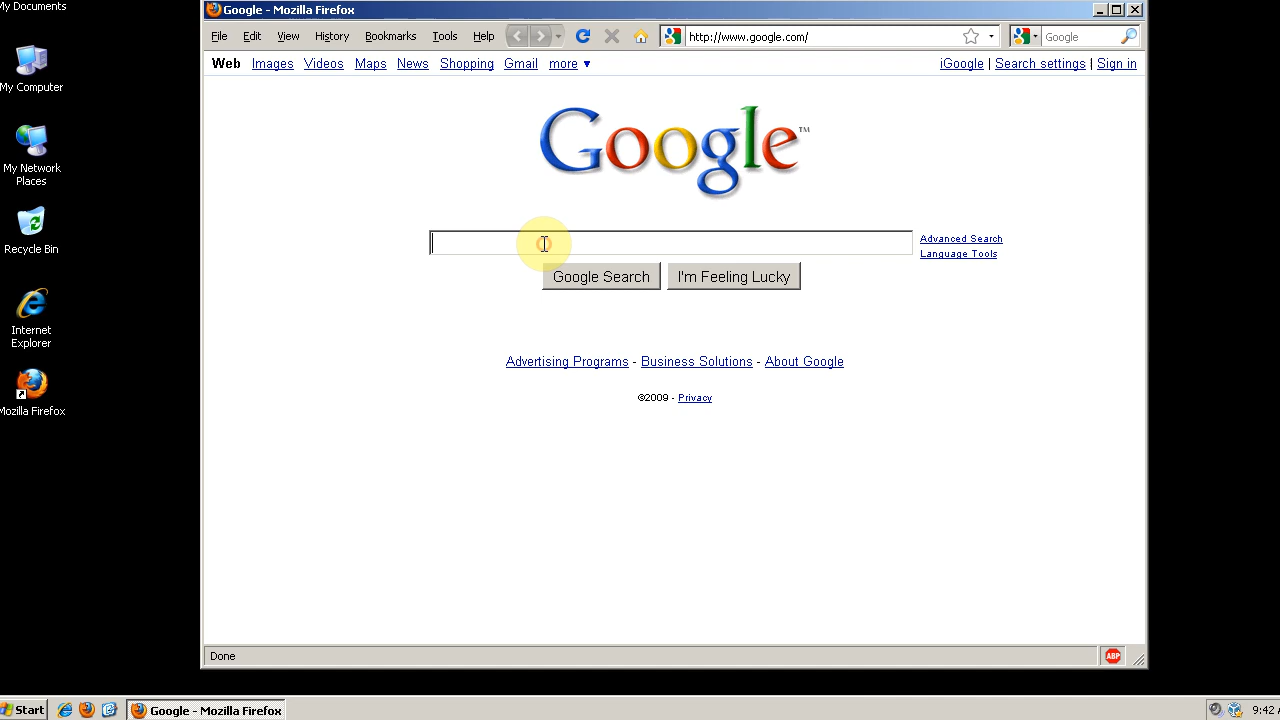 My Documents
My Computer
My Network
Places
Recycle Bin
Internet
Explorer
Mozilla Firefox
Google - Mozilla Firefox
File Edit View History Bookmarks Tools Help http://www.google.com/ Google
Web Images Videos Maps News Shopping Gmail more ▼ iGoogle | Search settings | Sign in
Google™
Advanced Search
Language Tools
Google Search I'm Feeling Lucky
Advertising Programs - Business Solutions - About Google
©2009 - Privacy
Done ABP
Start Google - Mozilla Firefox 9:42